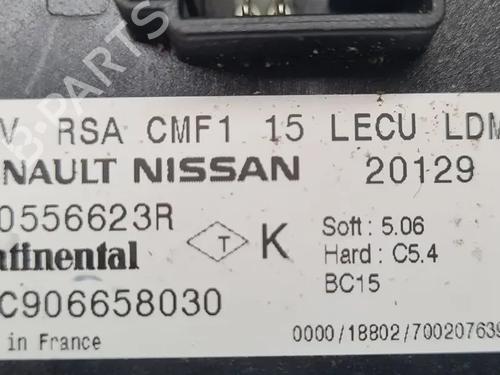 V RSA CMF1 15 LECU LDM
NAULT NISSAN 20129
0556623R
Soft : 5.06
T K
Hard : C5.4
ntinental
BC15
C906658030
in France
0000/18802/700207639